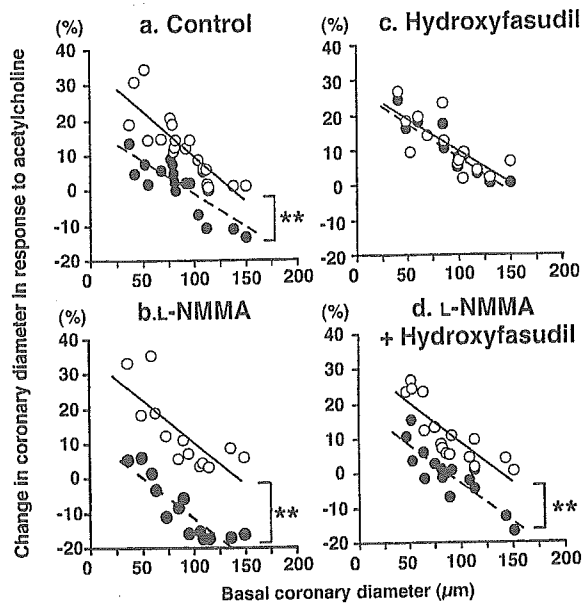 (%) a. Control
40
30
20
10
0
-10
-20
0 50 100 150 200
**
c. Hydroxyfasudil
(%)
40
30
20
10
0
-10
-20
0 50 100 150 200
(%) b.L-NMMA
40
30
20
10
0
-10
-20
0 50 100 150 200
**
d. L-NMMA
(%) + Hydroxyfasudil
40
30
20
10
0
-10
-20
0 50 100 150 200
**
Change in coronary diameter in response to acetylcholine
Basal coronary diameter (µm)